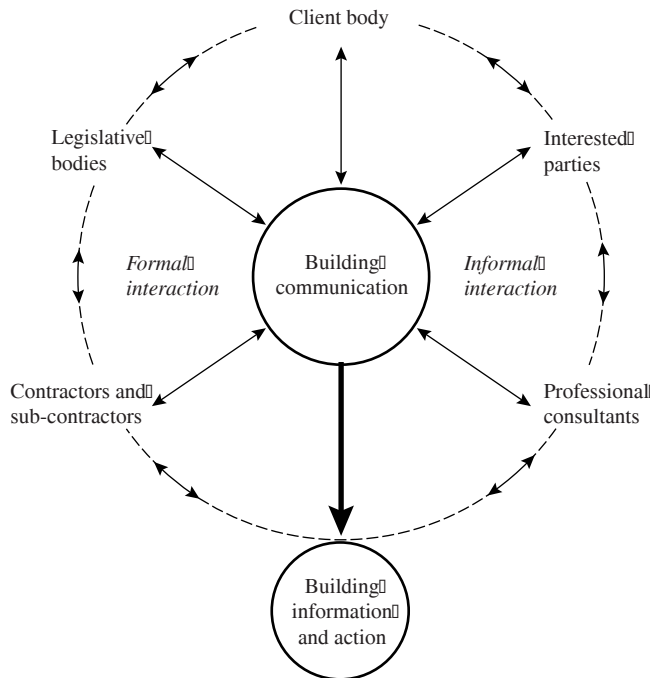 Client body
Legislative
bodies
Interested
parties
Formal
interaction
Building
communication
Informal
interaction
Contractors and
sub-contractors
Professional
consultants
Building
information
and action